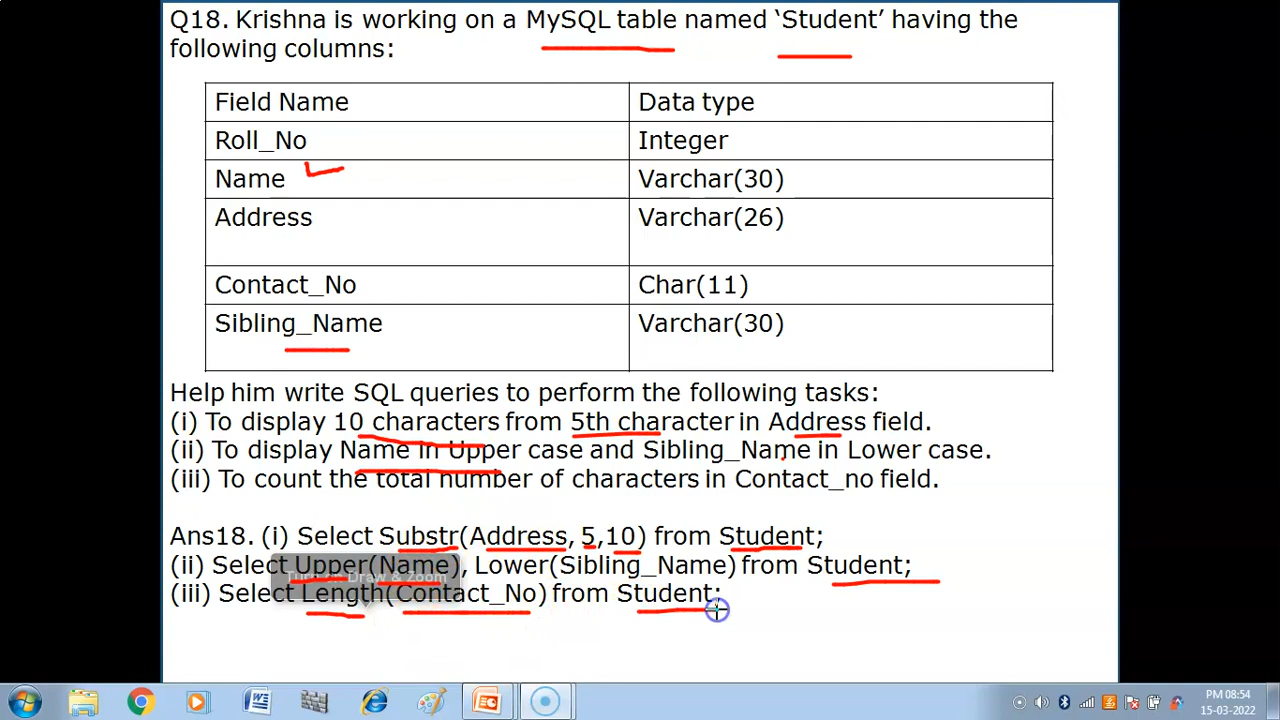 Q18. Krishna is working on a MySQL table named ‘Student’ having the
following columns:
Field Name Data type
Roll_No Integer
Name Varchar(30)
Address Varchar(26)
Contact_No Char(11)
Sibling_Name Varchar(30)
Help him write SQL queries to perform the following tasks:
(i) To display 10 characters from 5th character in Address field.
(ii) To display Name in Upper case and Sibling_Name in Lower case.
(iii) To count the total number of characters in Contact_no field.
Ans18. (i) Select Substr(Address, 5,10) from Student;
(ii) Select Upper(Name), Lower(Sibling_Name) from Student;
(iii) Select Length(Contact_No) from Student;
PM 08:54
15-03-2022